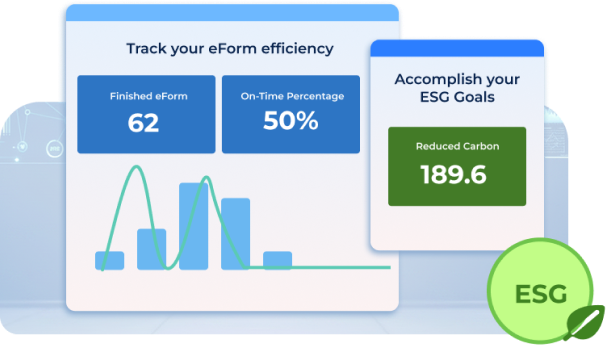 Track your eForm efficiency
Finished eForm
62
On-Time Percentage
50%
Accomplish your
ESG Goals
Reduced Carbon
189.6
ESG